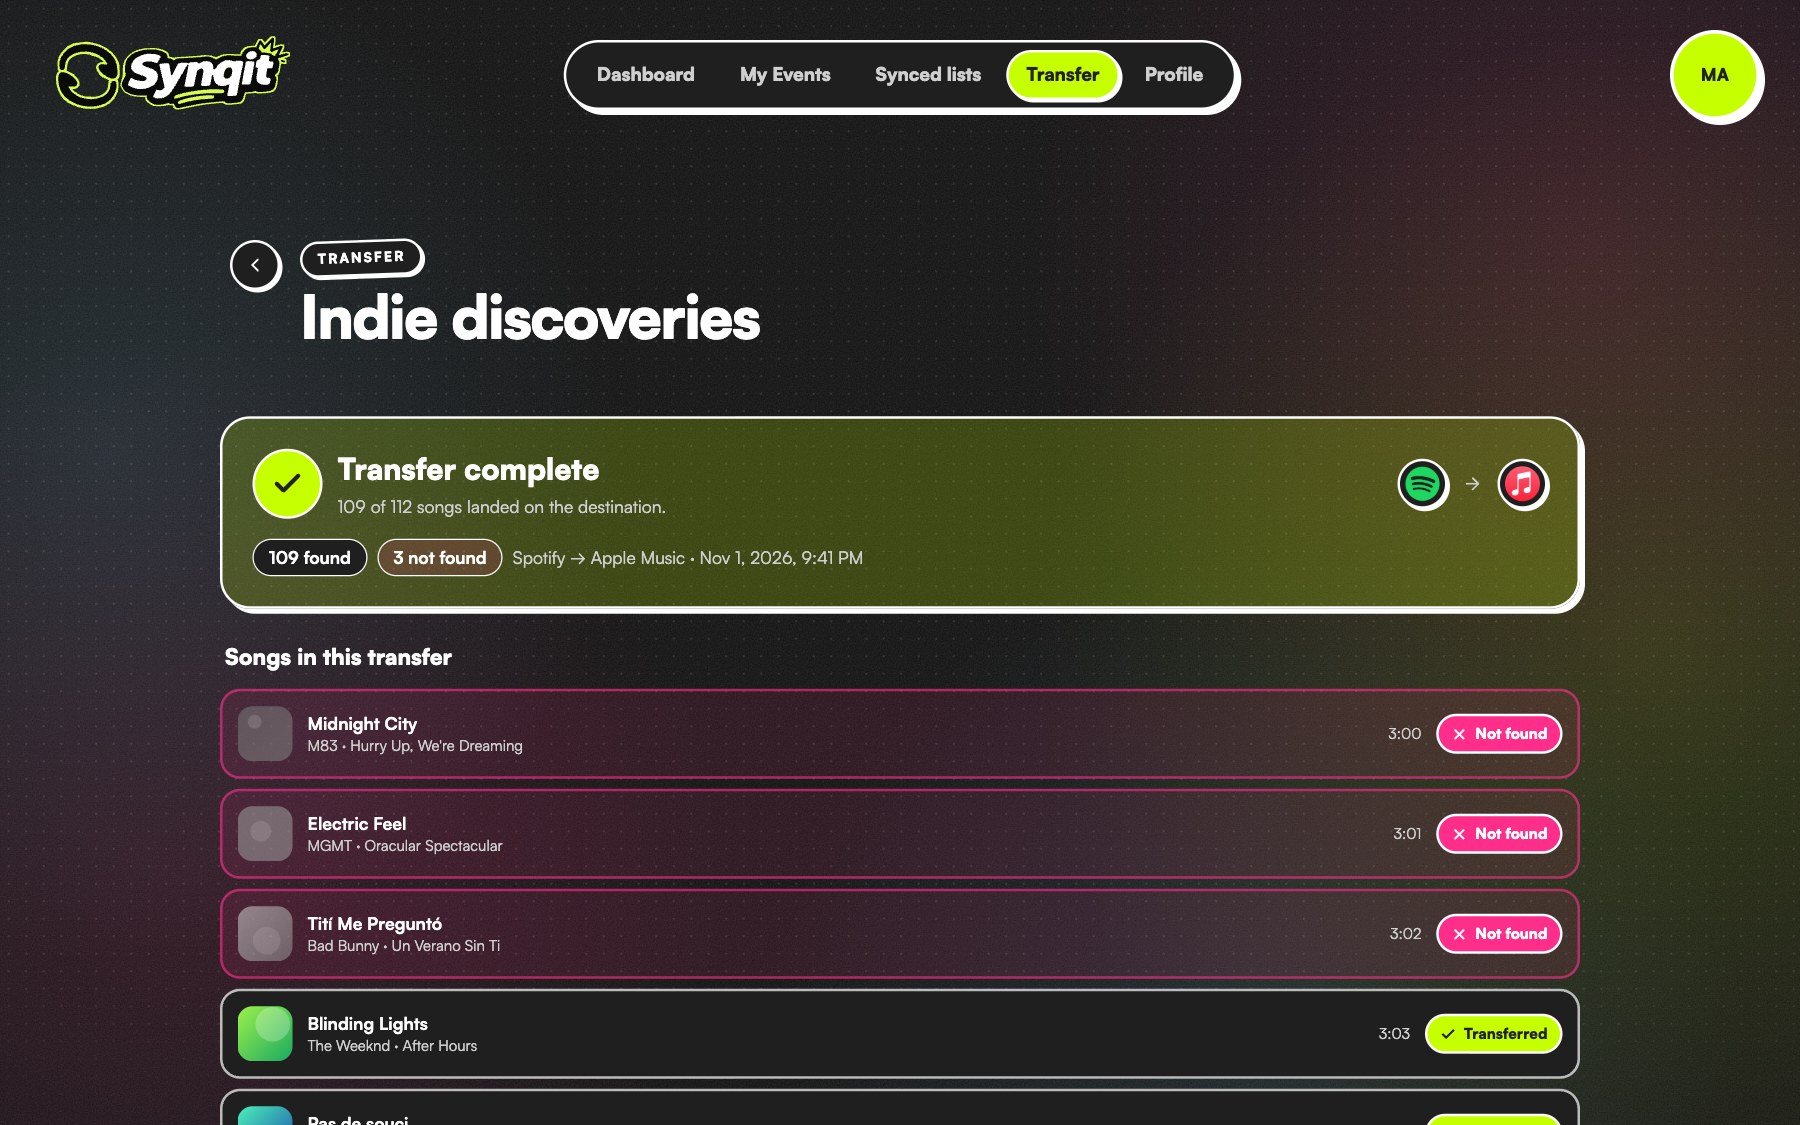 Synqit
Dashboard
My Events
Synced lists
Transfer
Profile
MA
TRANSFER
Indie discoveries
Transfer complete
109 of 112 songs landed on the destination.
109 found
3 not found
Spotify → Apple Music • Nov 1, 2026, 9:41 PM
Songs in this transfer
Midnight City
M83 • Hurry Up, We're Dreaming
3:00
Not found
Electric Feel
MGMT • Oracular Spectacular
3:01
Not found
Tití Me Preguntó
Bad Bunny • Un Verano Sin Ti
3:02
Not found
Blinding Lights
The Weeknd • After Hours
3:03
Transferred
Pas de souci